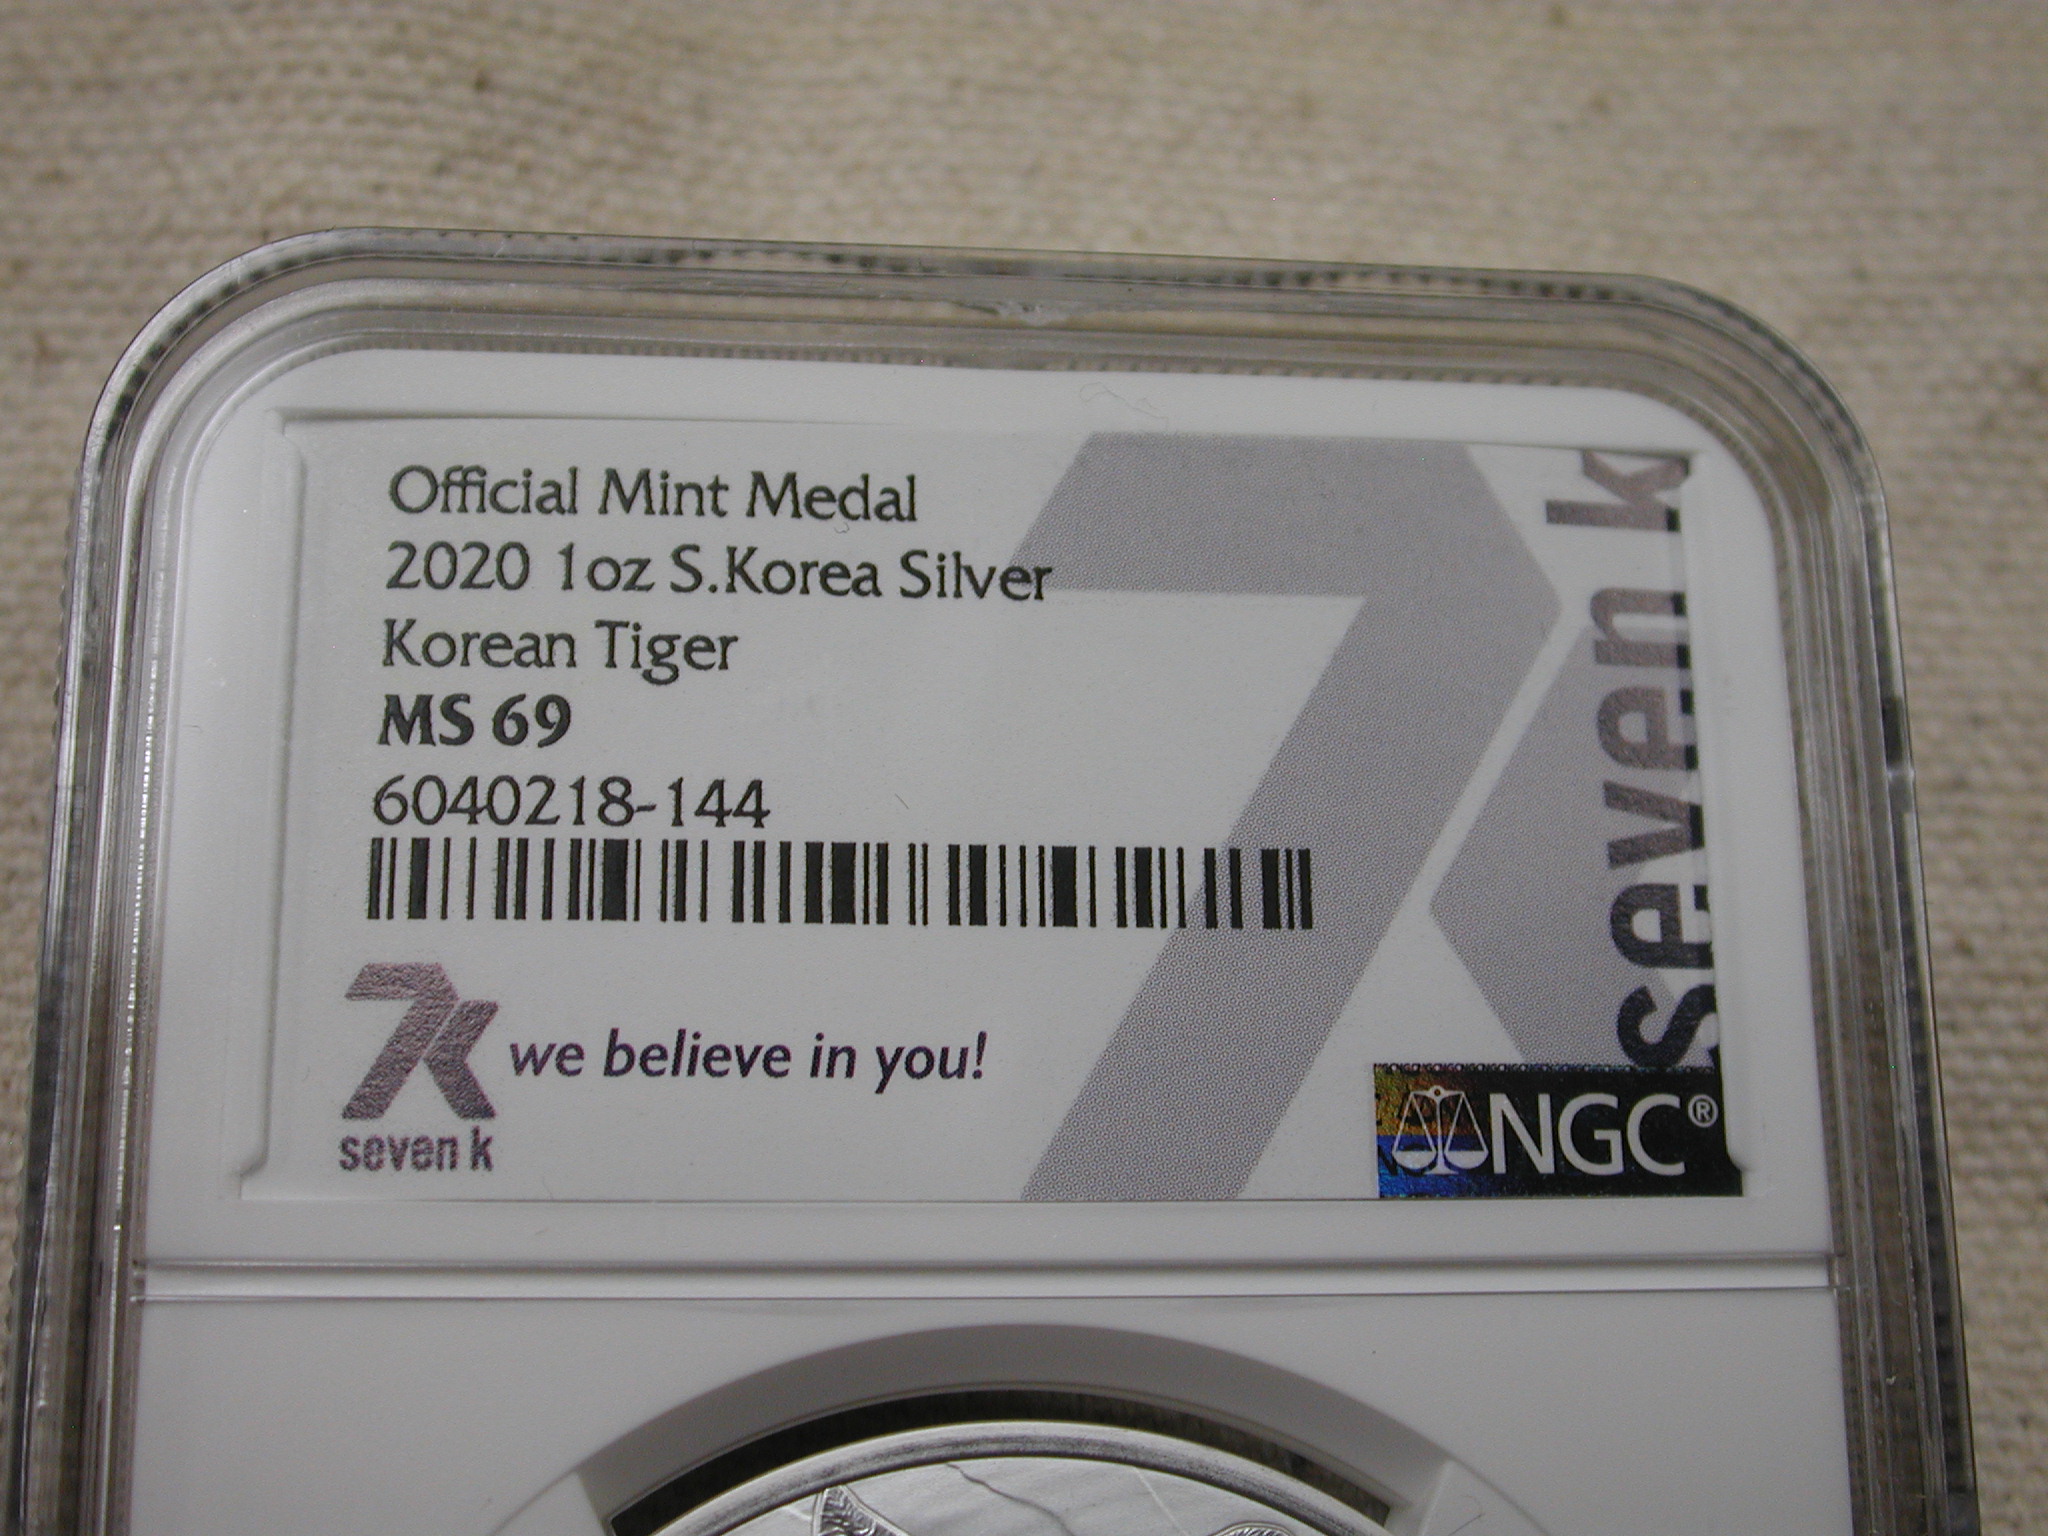 Official Mint Medal
2020 1oz S.Korea Silver
Korean Tiger
MS 69
6040218-144
7k we believe in you!
seven k
seven k
NGC®